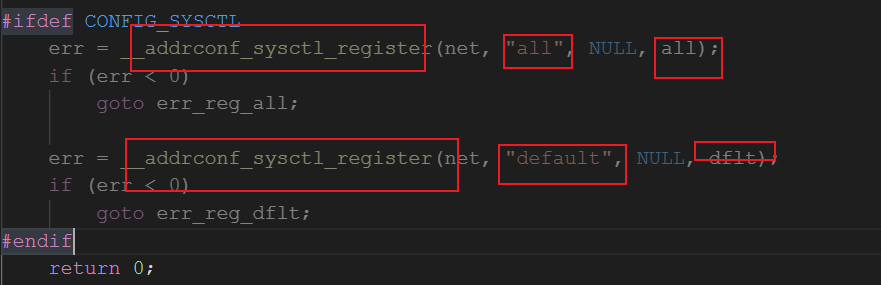 #ifdef CONFIG_SYSCTL
err = __addrconf_sysctl_register(net, "all", NULL, all);
if (err < 0)
goto err_reg_all;
err = __addrconf_sysctl_register(net, "default", NULL, dflt);
if (err < 0)
goto err_reg_dflt;
#endif
return 0;